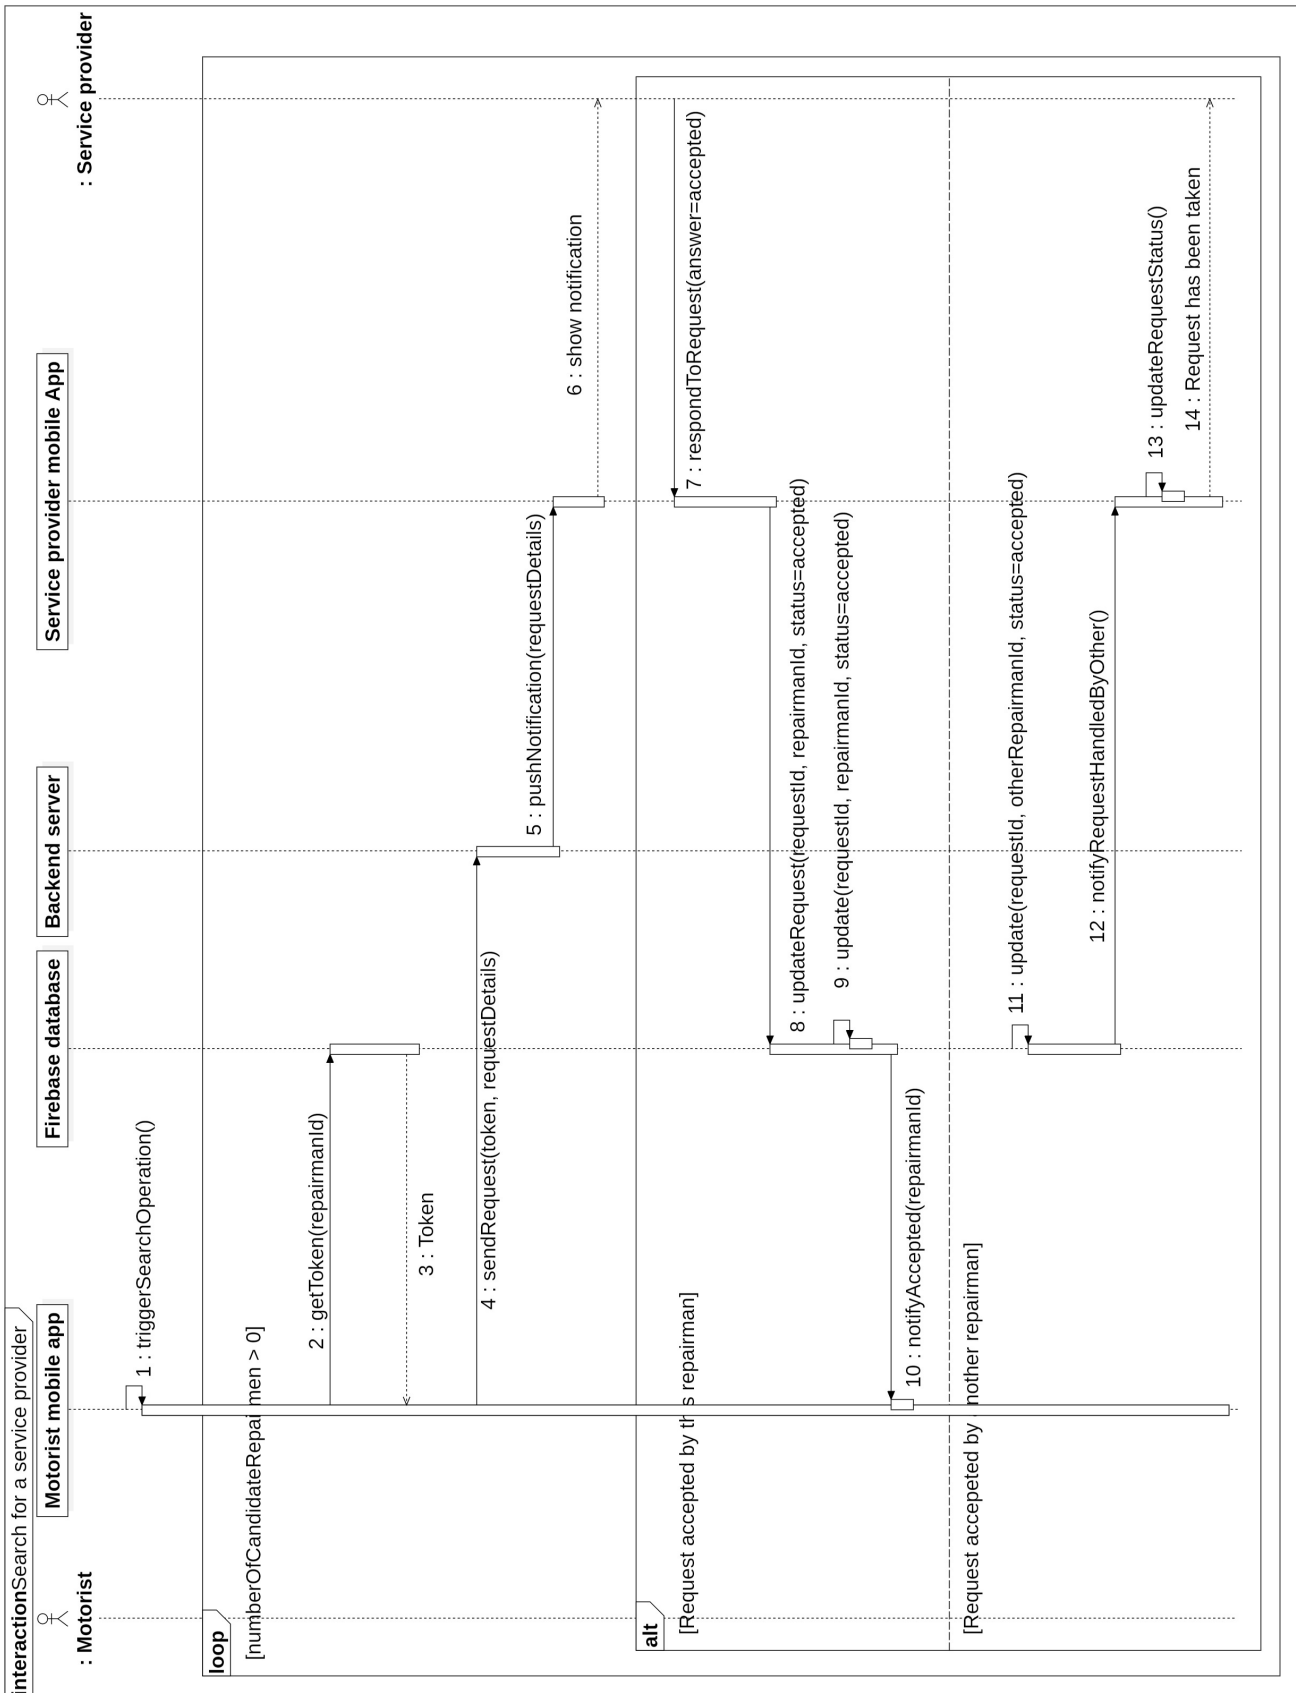 interactionSearch for a service provider
: Motorist
Motorist mobile app
Firebase database
Backend server
Service provider mobile App
: Service provider
1 : triggerSearchOperation()
loop
[numberOfCandidateRepairmen > 0]
2 : getToken(repairmanId)
3 : Token
4 : sendRequest(token, requestDetails)
5 : pushNotification(requestDetails)
6 : show notification
alt
[Request accepted by this repairman]
7 : respondToRequest(answer=accepted)
8 : updateRequest(requestId, repairmanId, status=accepted)
9 : update(requestId, repairmanId, status=accepted)
10 : notifyAccepted(repairmanId)
[Request accepeted by another repairman]
11 : update(requestId, otherRepairmanId, status=accepted)
12 : notifyRequestHandledByOther()
13 : updateRequestStatus()
14 : Request has been taken